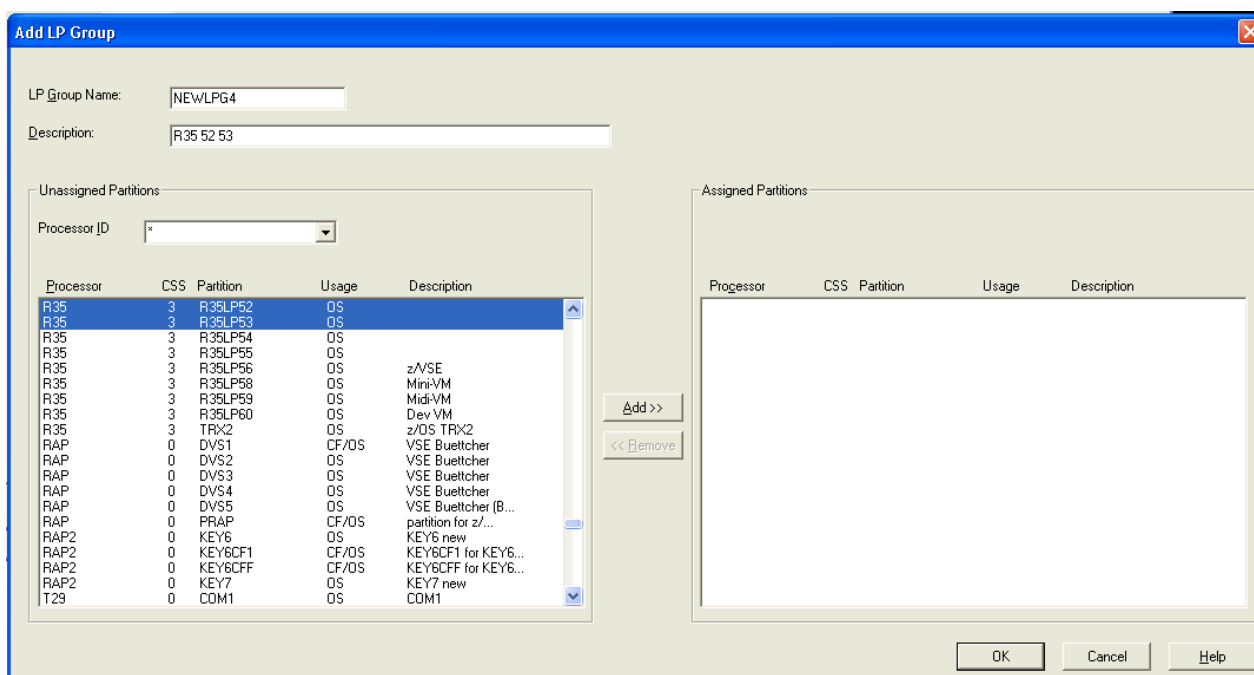 Add LP Group
LP Group Name: NEWLPG4
Description: R35 52 53
Unassigned Partitions
Processor ID *
Processor CSS Partition Usage Description
R35 3 R35LP52 OS
R35 3 R35LP53 OS
R35 3 R35LP54 OS
R35 3 R35LP55 OS
R35 3 R35LP56 OS z/VSE
R35 3 R35LP58 OS Mini-VM
R35 3 R35LP59 OS Midi-VM
R35 3 R35LP60 OS Dev VM
R35 3 TRX2 OS z/OS TRX2
RAP 0 DVS1 CF/OS VSE Buettcher
RAP 0 DVS2 OS VSE Buettcher
RAP 0 DVS3 OS VSE Buettcher
RAP 0 DVS4 OS VSE Buettcher
RAP 0 DVS5 OS VSE Buettcher (B...
RAP 0 PRAP CF/OS partition for z/...
RAP2 0 KEY6 OS KEY6 new
RAP2 0 KEY6CF1 CF/OS KEY6CF1 for KEY6...
RAP2 0 KEY6CFF CF/OS KEY6CFF for KEY6...
RAP2 0 KEY7 OS KEY7 new
T29 0 COM1 OS COM1
Add >>
<< Remove
Assigned Partitions
Processor CSS Partition Usage Description
OK Cancel Help